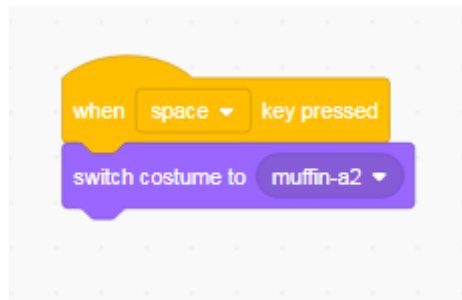 when space key pressed
switch costume to muffin-a2